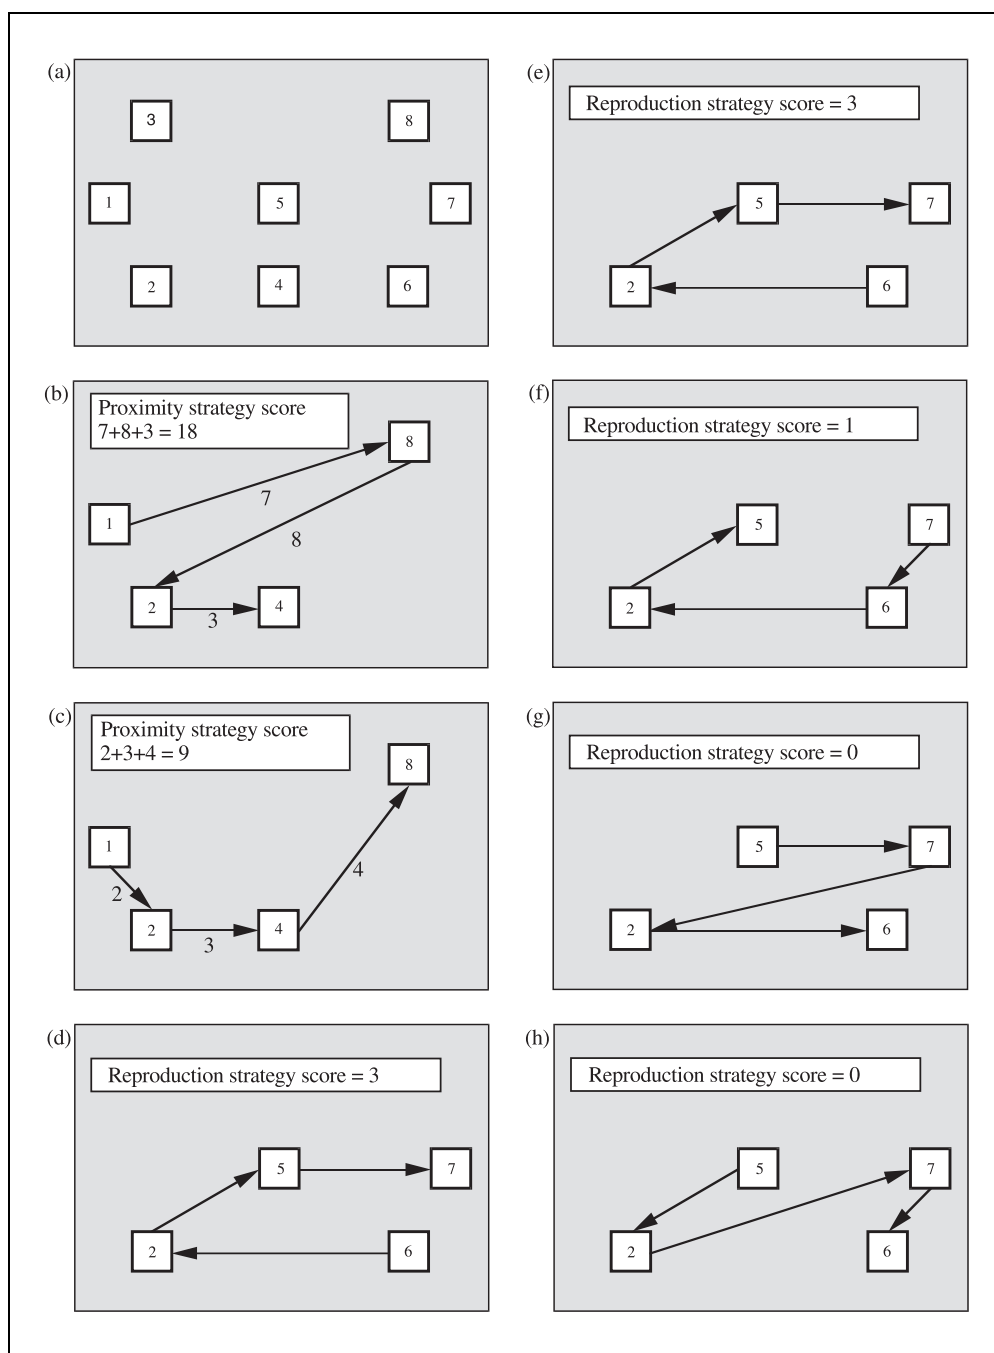 (a)
3
8
1
5
7
2
4
6
(b)
Proximity strategy score
7+8+3 = 18
8
7
1
8
2
3
4
(c)
Proximity strategy score
2+3+4 = 9
8
1
2
4
2
3
4
(d)
Reproduction strategy score = 3
5
7
2
6
(e)
Reproduction strategy score = 3
5
7
2
6
(f)
Reproduction strategy score = 1
5
7
2
6
(g)
Reproduction strategy score = 0
5
7
2
6
(h)
Reproduction strategy score = 0
5
7
2
6